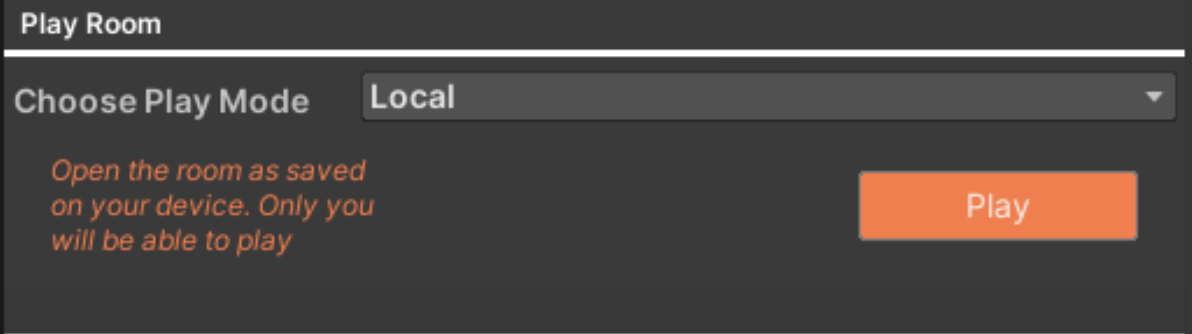 Play Room
Choose Play Mode
Local
Open the room as saved
on your device. Only you
will be able to play
Play